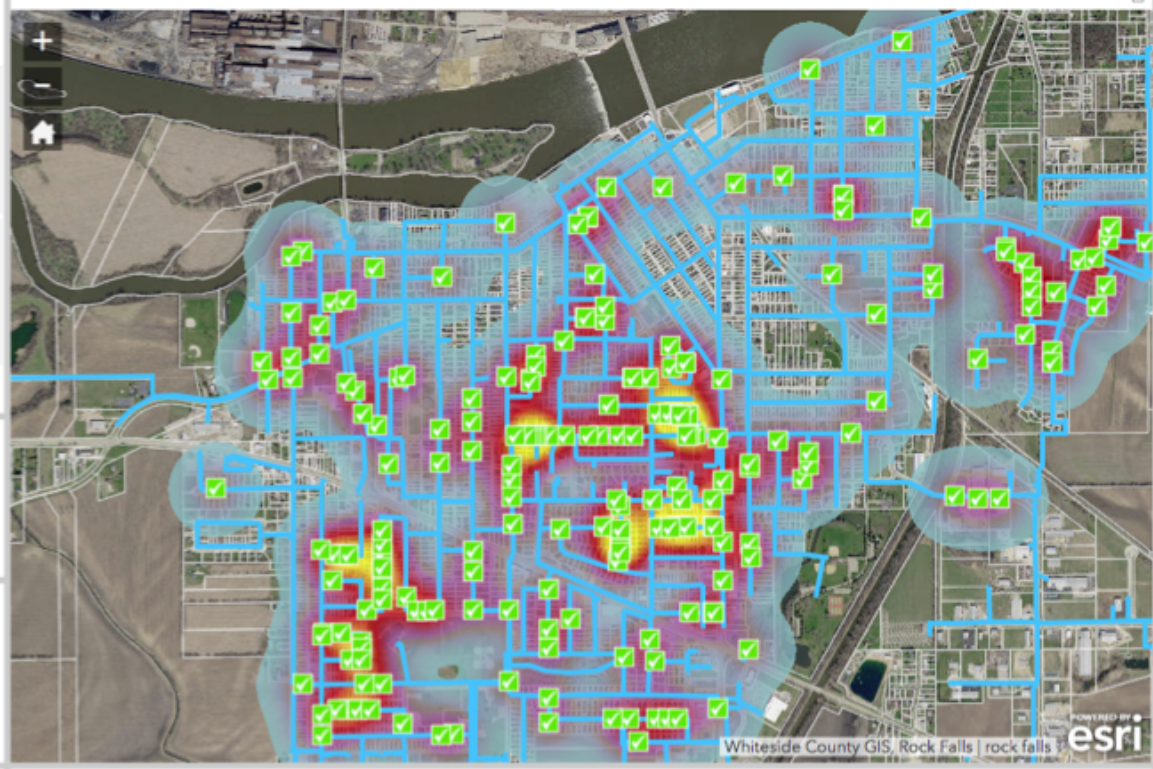 +
−
Whiteside County GIS, Rock Falls | rock falls
POWERED BY
esri